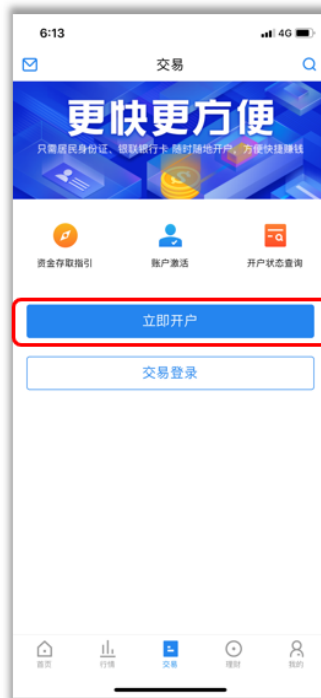 6:13
4G
交易
更快更方便
只需居民身份证、银联银行卡 随时随地开户，方便快捷赚钱
资金存取指引 账户激活 开户状态查询
立即开户
交易登录
首页 行情 交易 理财 我的